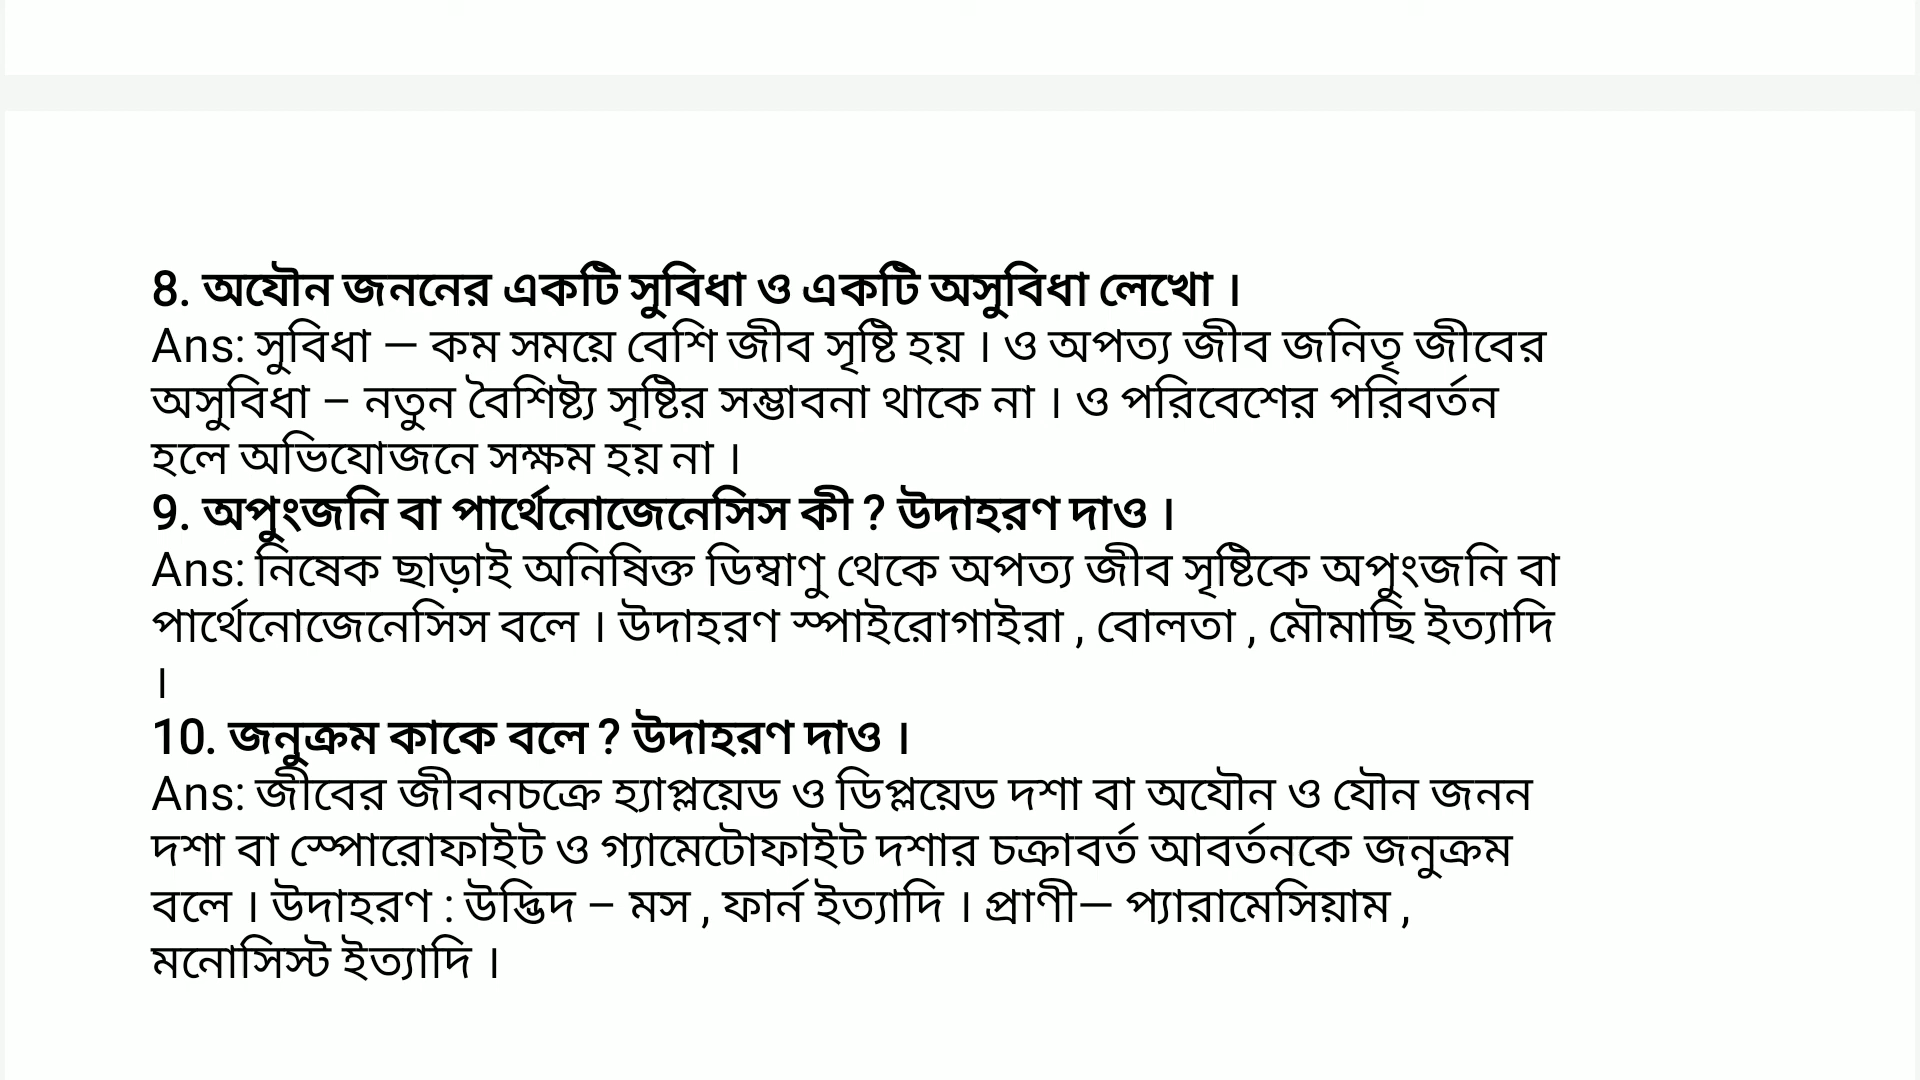 8. অযৌন জননের একটি সুবিধা ও একটি অসুবিধা লেখো ।
Ans: সুবিধা — কম সময়ে বেশি জীব সৃষ্টি হয় । ও অপত্য জীব জনিতৃ জীবের
অসুবিধা – নতুন বৈশিষ্ট্য সৃষ্টির সম্ভাবনা থাকে না । ও পরিবেশের পরিবর্তন
হলে অভিযোজনে সক্ষম হয় না ।
9. অপুংজনি বা পার্থেনোজেনেসিস কী ? উদাহরণ দাও ।
Ans: নিষেক ছাড়াই অনিষিক্ত ডিম্বাণু থেকে অপত্য জীব সৃষ্টিকে অপুংজনি বা
পার্থেনোজেনেসিস বলে । উদাহরণ স্পাইরোগাইরা , বোলতা , মৌমাছি ইত্যাদি
।
10. জনুক্রম কাকে বলে ? উদাহরণ দাও ।
Ans: জীবের জীবনচক্রে হ্যাপ্লয়েড ও ডিপ্লয়েড দশা বা অযৌন ও যৌন জনন
দশা বা স্পোরোফাইট ও গ্যামেটোফাইট দশার চক্রাবর্ত আবর্তনকে জনুক্রম
বলে । উদাহরণ : উদ্ভিদ – মস , ফার্ন ইত্যাদি । প্রাণী— প্যারামেসিয়াম ,
মনোসিস্ট ইত্যাদি ।